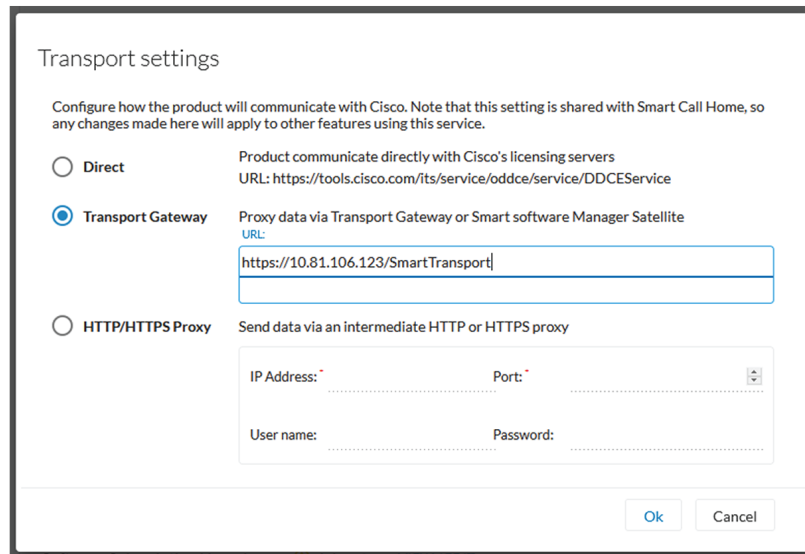 Transport settings
Configure how the product will communicate with Cisco. Note that this setting is shared with Smart Call Home, so
any changes made here will apply to other features using this service.
Direct
Product communicate directly with Cisco's licensing servers
URL: https://tools.cisco.com/its/service/oddce/service/DDCEService
Transport Gateway
Proxy data via Transport Gateway or Smart software Manager Satellite
URL:
https://10.81.106.123/SmartTransport
HTTP/HTTPS Proxy
Send data via an intermediate HTTP or HTTPS proxy
IP Address:*
Port:*
User name:
Password:
Ok
Cancel